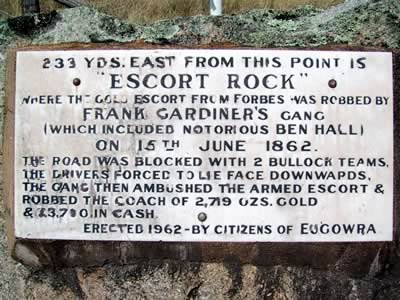 233 YDS. EAST FROM THIS POINT IS
"ESCORT ROCK"
WHERE THE GOLD ESCORT FROM FORBES WAS ROBBED BY
FRANK GARDINER'S GANG
(WHICH INCLUDED NOTORIOUS BEN HALL)
ON 15TH JUNE 1862.
THE ROAD WAS BLOCKED WITH 2 BULLOCK TEAMS,
THE DRIVERS FORCED TO LIE FACE DOWNWARDS,
THE GANG THEN AMBUSHED THE ARMED ESCORT &
ROBBED THE COACH OF 2,719 OZS. GOLD
& £3,700 IN CASH.
ERECTED 1962-BY CITIZENS OF EUGOWRA